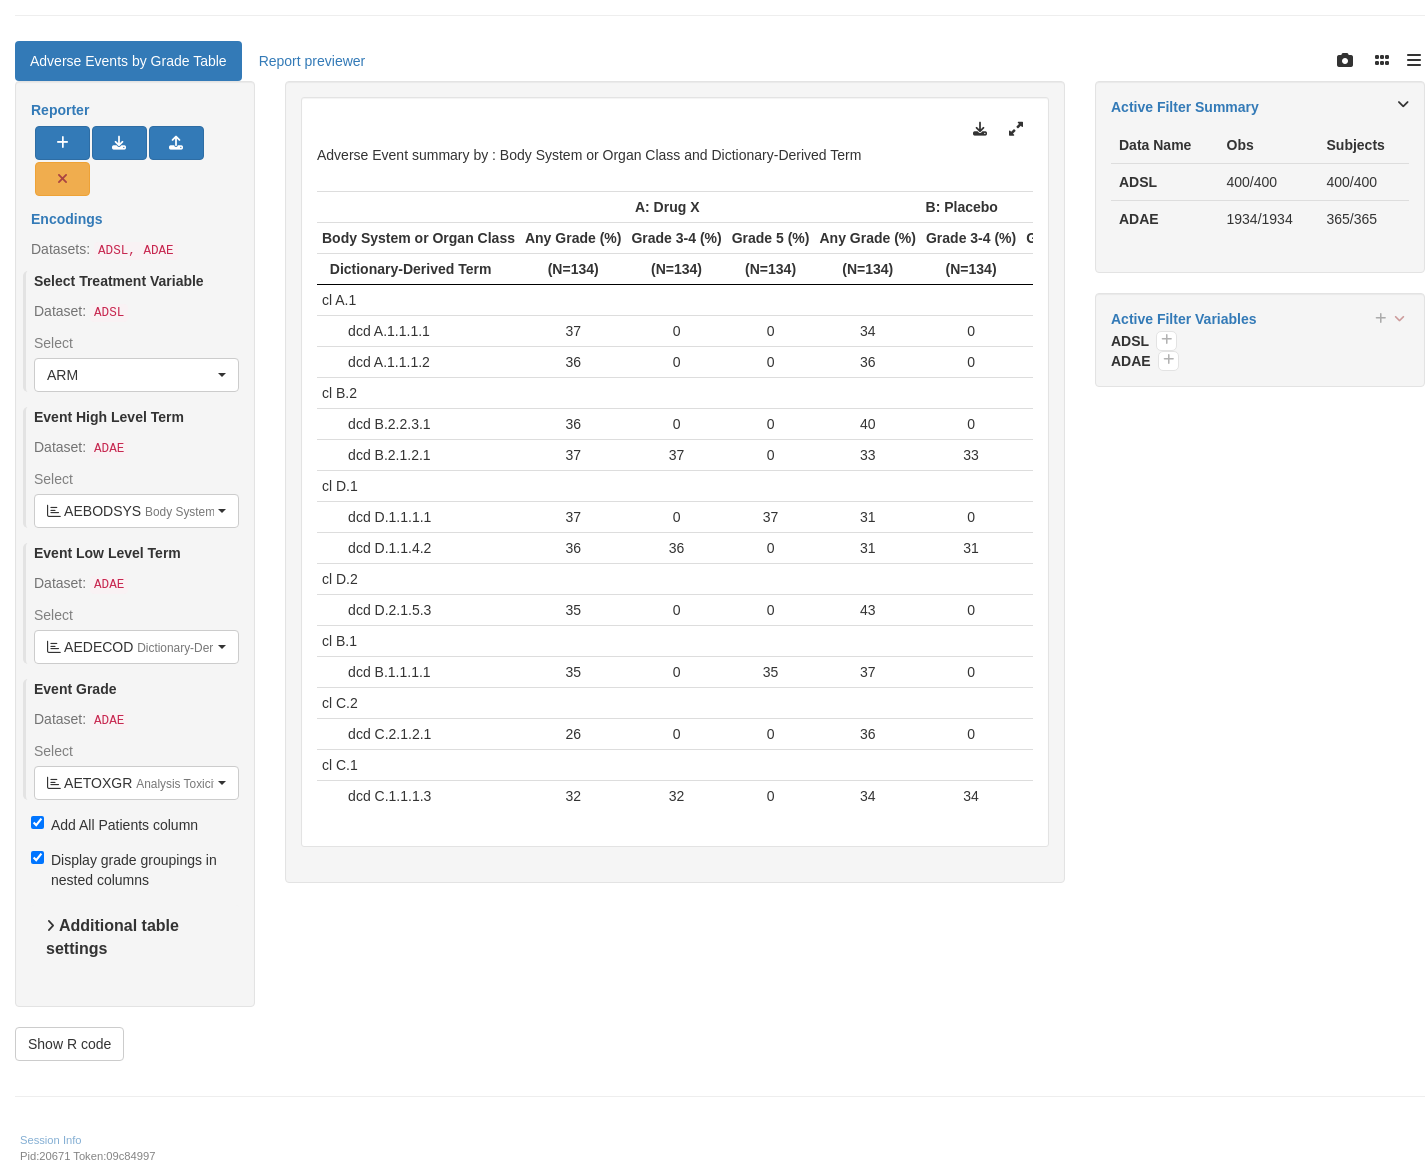 Adverse Events by Grade Table
Report previewer
Reporter
Encodings
Datasets: ADSL, ADAE
Select Treatment Variable
Dataset: ADSL
Select
ARM
Event High Level Term
Dataset: ADAE
Select
AEBODSYS Body System
Event Low Level Term
Dataset: ADAE
Select
AEDECOD Dictionary-Der
Event Grade
Dataset: ADAE
Select
AETOXGR Analysis Toxici
Add All Patients column
Display grade groupings in
nested columns
Additional table
settings
Show R code
Adverse Event summary by : Body System or Organ Class and Dictionary-Derived Term
A: Drug X B: Placebo
Body System or Organ Class Any Grade (%) Grade 3-4 (%) Grade 5 (%) Any Grade (%) Grade 3-4 (%)
Dictionary-Derived Term (N=134) (N=134) (N=134) (N=134) (N=134)
cl A.1
dcd A.1.1.1.1 37 0 0 34 0
dcd A.1.1.1.2 36 0 0 36 0
cl B.2
dcd B.2.2.3.1 36 0 0 40 0
dcd B.2.1.2.1 37 37 0 33 33
cl D.1
dcd D.1.1.1.1 37 0 37 31 0
dcd D.1.1.4.2 36 36 0 31 31
cl D.2
dcd D.2.1.5.3 35 0 0 43 0
cl B.1
dcd B.1.1.1.1 35 0 35 37 0
cl C.2
dcd C.2.1.2.1 26 0 0 36 0
cl C.1
dcd C.1.1.1.3 32 32 0 34 34
Active Filter Summary
Data Name Obs Subjects
ADSL 400/400 400/400
ADAE 1934/1934 365/365
Active Filter Variables
ADSL
ADAE
Session Info
Pid:20671 Token:09c84997